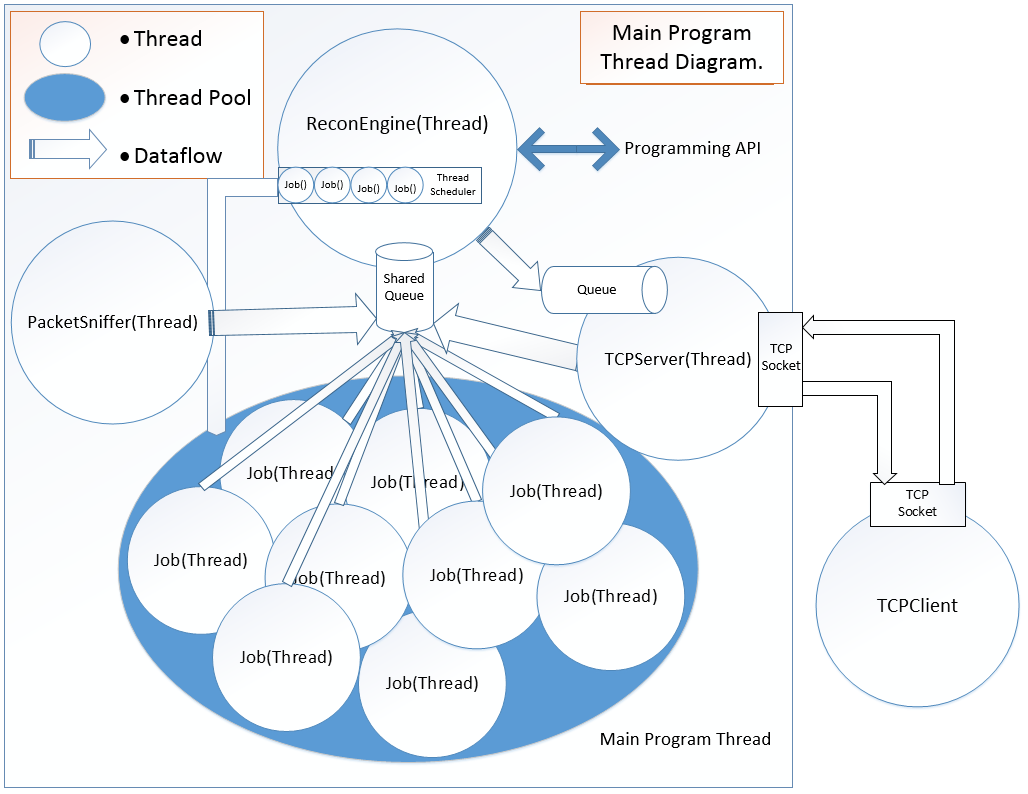 • Thread
• Thread Pool
• Dataflow
Main Program
Thread Diagram.
ReconEngine(Thread)
Programming API
Job()
Job()
Job()
Job()
Thread
Scheduler
Shared
Queue
Queue
PacketSniffer(Thread)
TCPServer(Thread)
TCP
Socket
Job(Thread
Job(Thread)
Job(Thread)
Job(Thread)
Job(Thread)
Job(Thread)
Job(Thread)
Job(Thread)
Job(Thread)
TCP
Socket
TCPClient
Main Program Thread